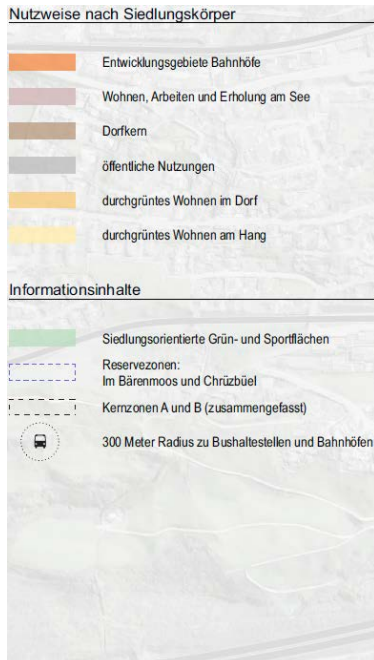 Nutzweise nach Siedlungskörper
Entwicklungsgebiete Bahnhöfe
Wohnen, Arbeiten und Erholung am See
Dorfkern
öffentliche Nutzungen
durchgrüntes Wohnen im Dorf
durchgrüntes Wohnen am Hang
Informationsinhalte
Siedlungsorientierte Grün- und Sportflächen
Reservezonen:
Im Bärenmoos und Chrüzbüel
Kernzonen A und B (zusammengefasst)
300 Meter Radius zu Bushaltestellen und Bahnhöfen